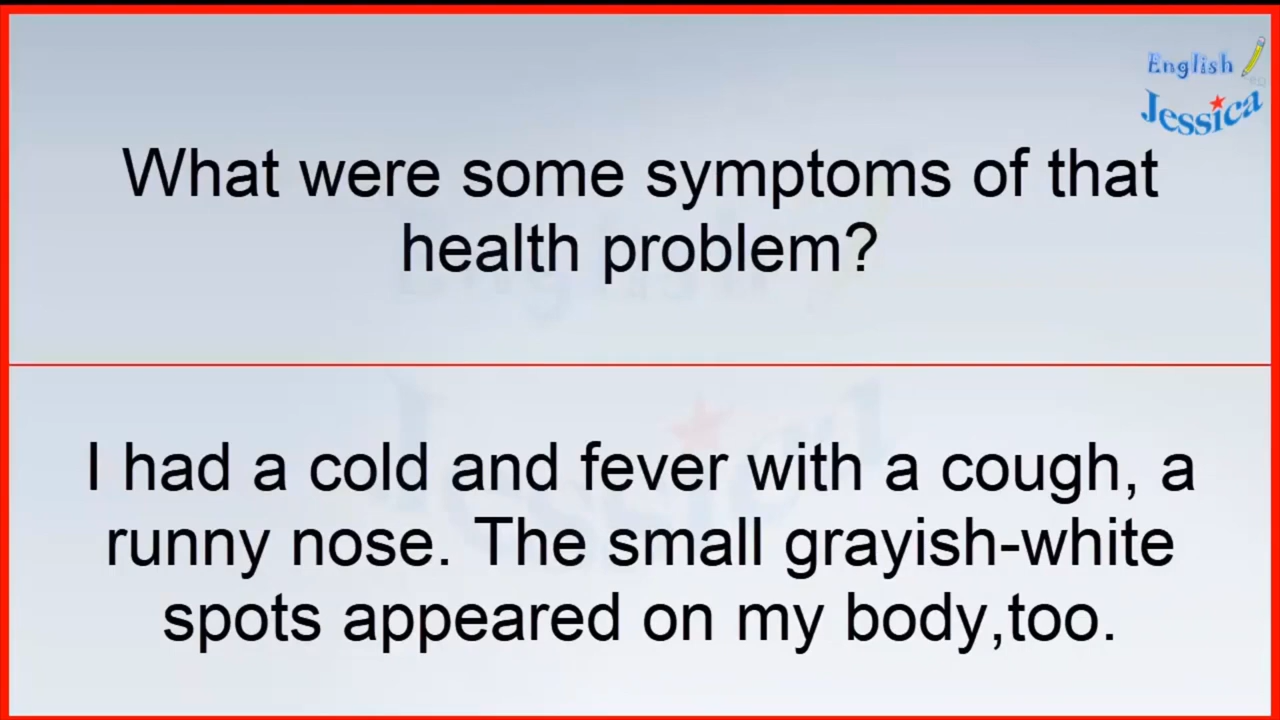 English
Jessica
What were some symptoms of that
health problem?
I had a cold and fever with a cough, a
runny nose. The small grayish-white
spots appeared on my body,too.